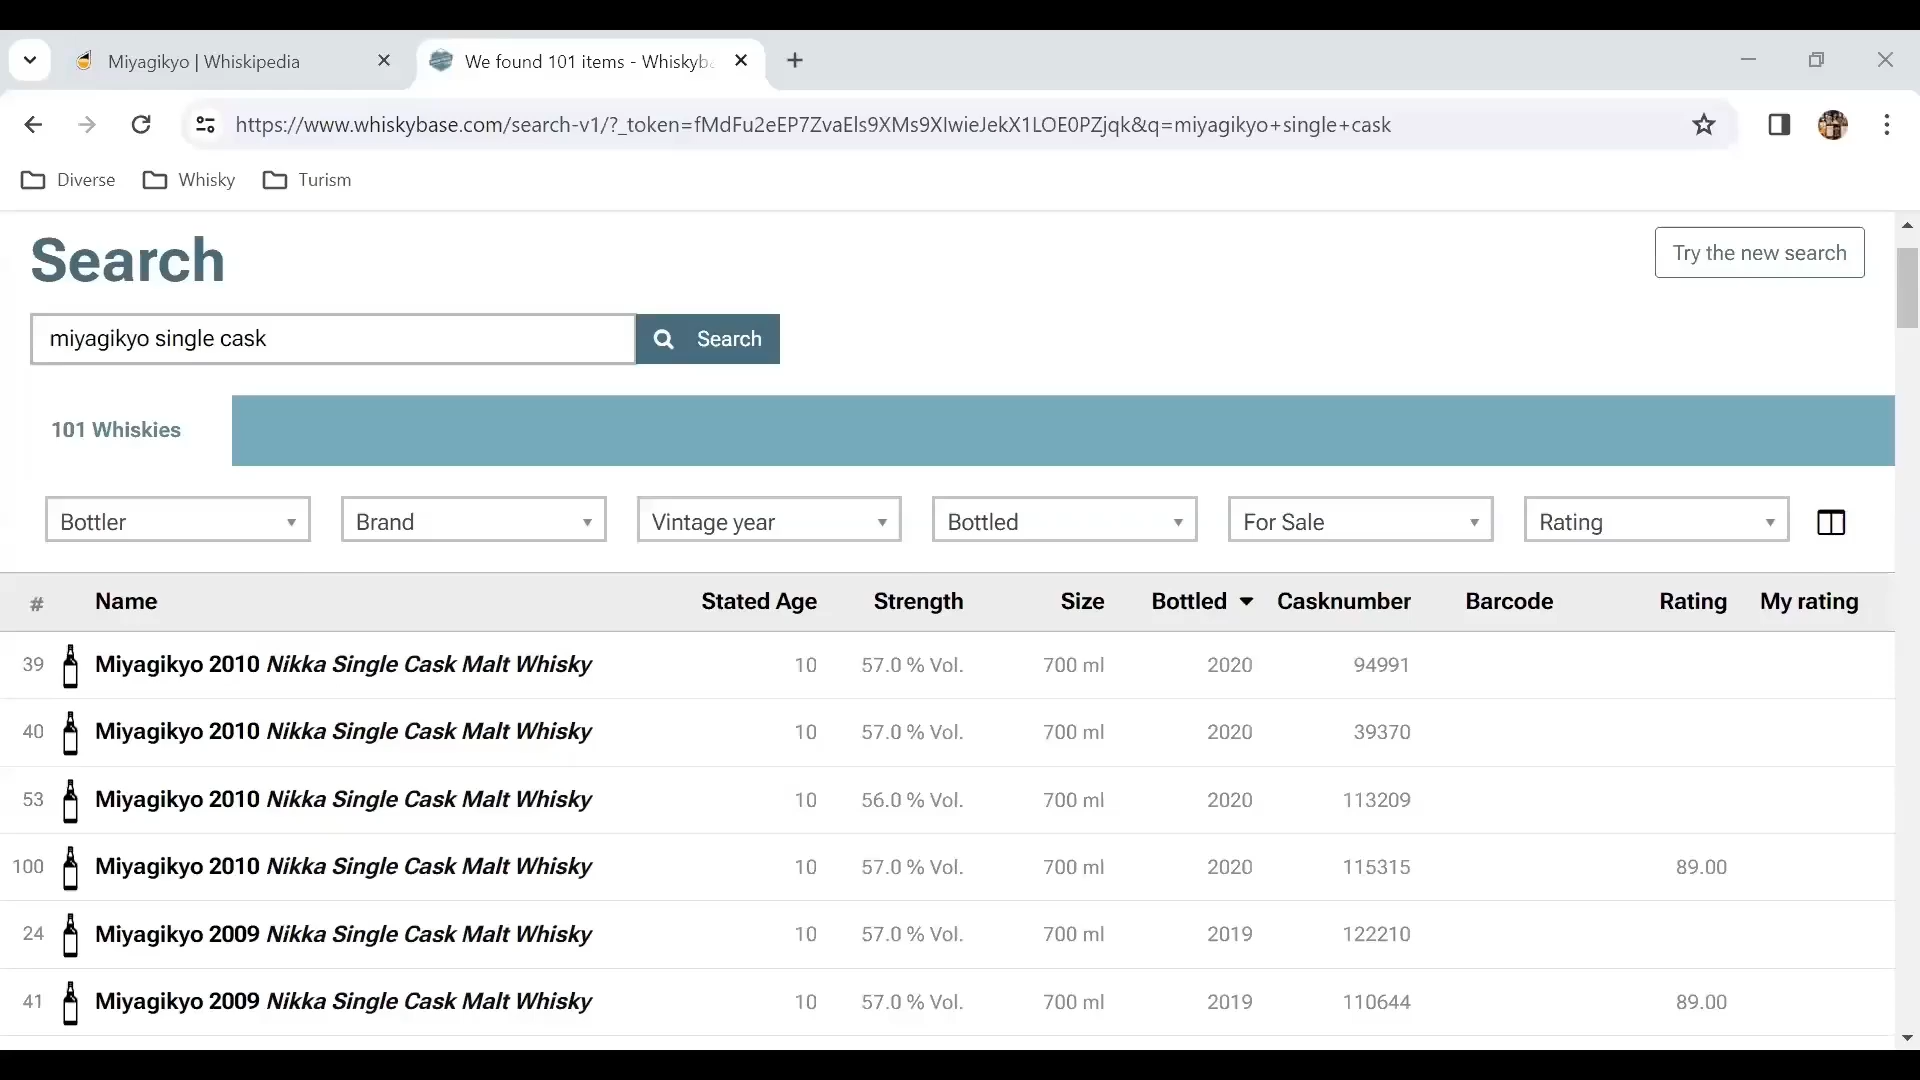 Miyagikyo | Whiskipedia
We found 101 items - Whiskyba
https://www.whiskybase.com/search-v1/?_token=fMdFu2eEP7ZvaEls9XMs9XIwieJekX1LOE0PZjqk&q=miyagikyo+single+cask
Diverse Whisky Turism
Search
Try the new search
miyagikyo single cask Search
101 Whiskies
Bottler Brand Vintage year Bottled For Sale Rating
# Name Stated Age Strength Size Bottled Casknumber Barcode Rating My rating
39 Miyagikyo 2010 Nikka Single Cask Malt Whisky 10 57.0 % Vol. 700 ml 2020 94991
40 Miyagikyo 2010 Nikka Single Cask Malt Whisky 10 57.0 % Vol. 700 ml 2020 39370
53 Miyagikyo 2010 Nikka Single Cask Malt Whisky 10 56.0 % Vol. 700 ml 2020 113209
100 Miyagikyo 2010 Nikka Single Cask Malt Whisky 10 57.0 % Vol. 700 ml 2020 115315 89.00
24 Miyagikyo 2009 Nikka Single Cask Malt Whisky 10 57.0 % Vol. 700 ml 2019 122210
41 Miyagikyo 2009 Nikka Single Cask Malt Whisky 10 57.0 % Vol. 700 ml 2019 110644 89.00